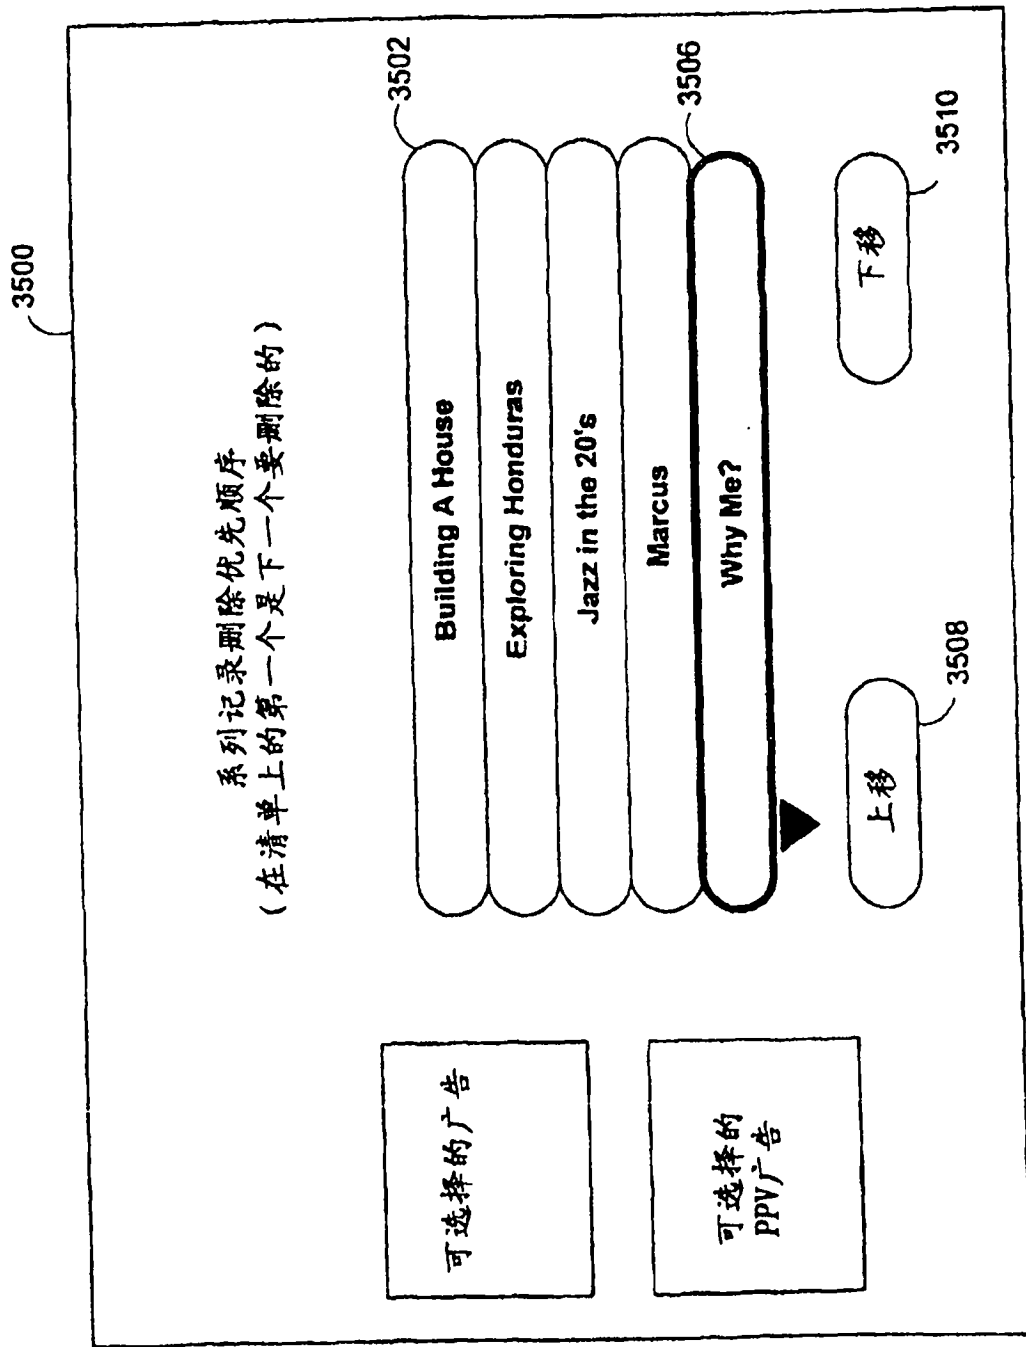 3500
系列记录删除优先顺序
(在清单上的第一个是下一个要删除的)
可选择的广告
可选择的
PPV广告
3502
Building A House
Exploring Honduras
Jazz in the 20's
Marcus
3506
Why Me?
上移
3508
下移
3510